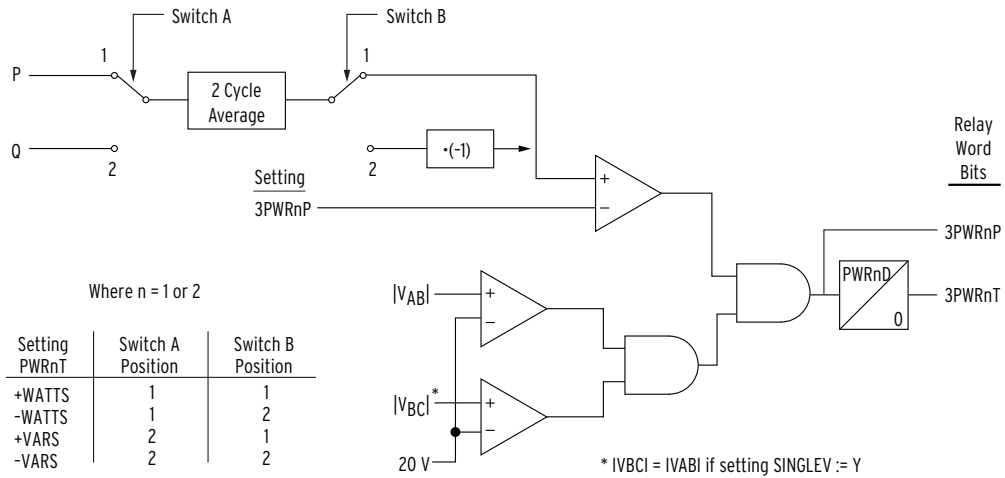 Switch A
Switch B
1
1
P
2 Cycle
Average
Q
2
2
•(-1)
Relay
Word
Bits
Setting
3PWRnP
+
–
3PWRnP
PWRnD
0
3PWRnT
Where n = 1 or 2
|VAB|
+
–
|VBC|*
+
–
20 V
Setting
PWRnT
Switch A
Position
Switch B
Position
+WATTS 1 1
-WATTS 1 2
+VARS 2 1
-VARS 2 2
* IVBCI = IVABI if setting SINGLEV := Y